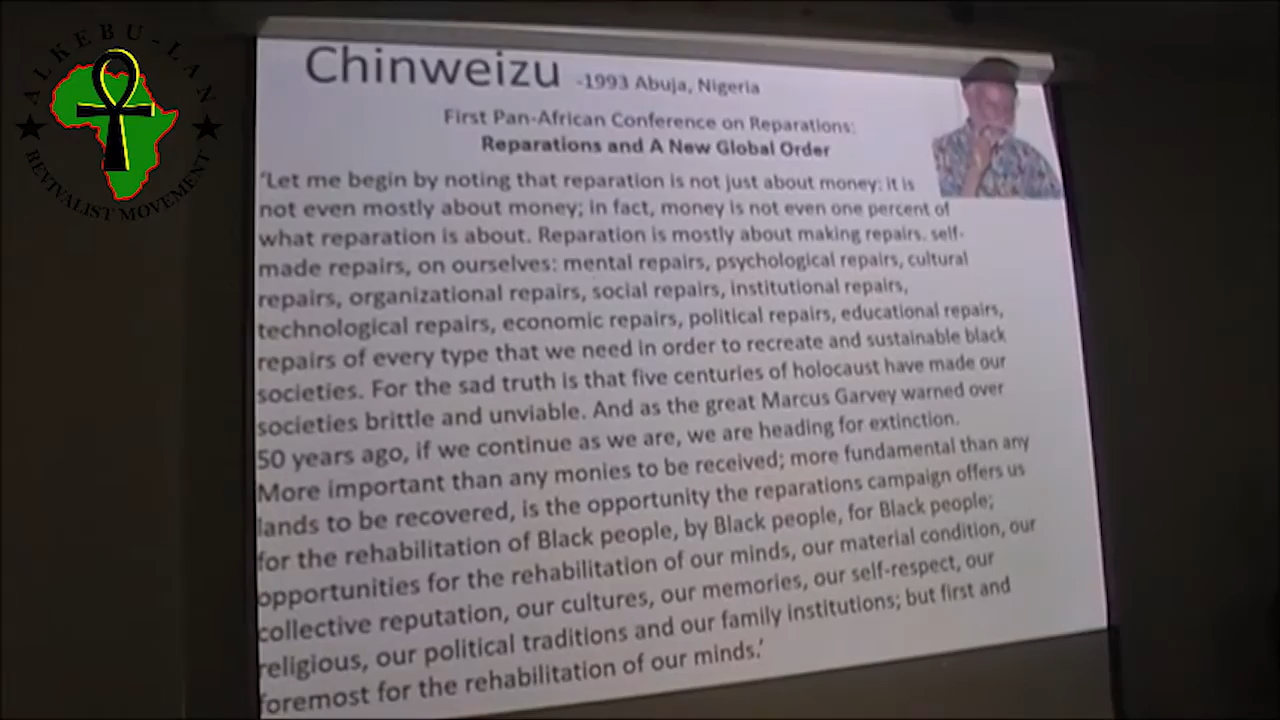 ALKEBU-LAN
REVIVALIST MOVEMENT
Chinweizu -1993 Abuja, Nigeria
First Pan-African Conference on Reparations:
Reparations and A New Global Order
'Let me begin by noting that reparation is not just about money: it is
not even mostly about money; in fact, money is not even one percent of
what reparation is about. Reparation is mostly about making repairs. self-
made repairs, on ourselves: mental repairs, psychological repairs, cultural
repairs, organizational repairs, social repairs, institutional repairs,
technological repairs, economic repairs, political repairs, educational repairs,
repairs of every type that we need in order to recreate and sustainable black
societies. For the sad truth is that five centuries of holocaust have made our
societies brittle and unviable. And as the great Marcus Garvey warned over
50 years ago, if we continue as we are, we are heading for extinction.
More important than any monies to be received; more fundamental than any
lands to be recovered, is the opportunity the reparations campaign offers us
for the rehabilitation of Black people, by Black people, for Black people;
opportunities for the rehabilitation of our minds, our material condition, our
collective reputation, our cultures, our memories, our self-respect, our
religious, our political traditions and our family institutions; but first and
foremost for the rehabilitation of our minds.'